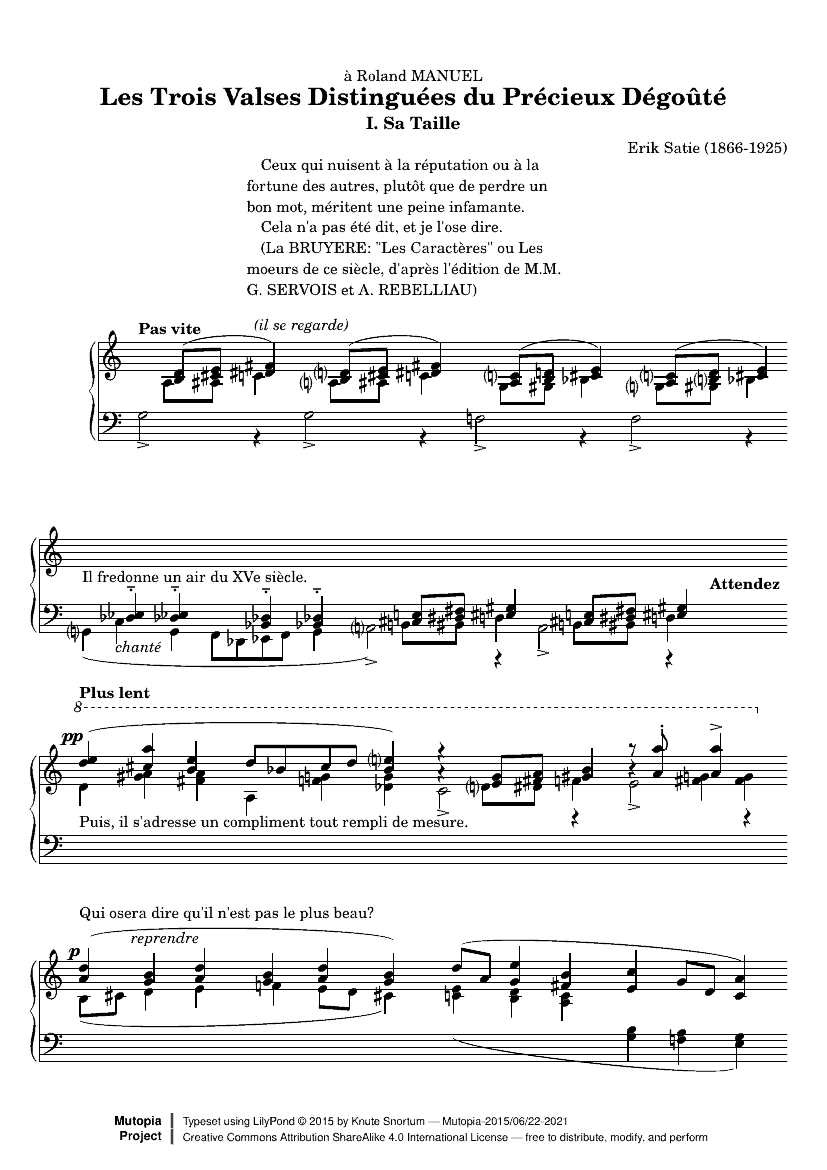 à Roland MANUEL
Les Trois Valses Distinguées du Précieux Dégoûté
I. Sa Taille
Erik Satie (1866-1925)
Ceux qui nuisent à la réputation ou à la
fortune des autres, plutôt que de perdre un
bon mot, méritent une peine infamante.
Cela n'a pas été dit, et je l'ose dire.
(La BRUYERE: "Les Caractères" ou Les
moeurs de ce siècle, d'après l'édition de M.M.
G. SERVOIS et A. REBELLIAU)
Pas vite
(il se regarde)
Il fredonne un air du XVe siècle.
Attendez
chanté
Plus lent
8
pp
Puis, il s'adresse un compliment tout rempli de mesure.
Qui osera dire qu'il n'est pas le plus beau?
p
reprendre
Mutopia
Project
Typeset using LilyPond © 2015 by Knute Snortum — Mutopia-2015/06/22-2021
Creative Commons Attribution ShareAlike 4.0 International License — free to distribute, modify, and perform